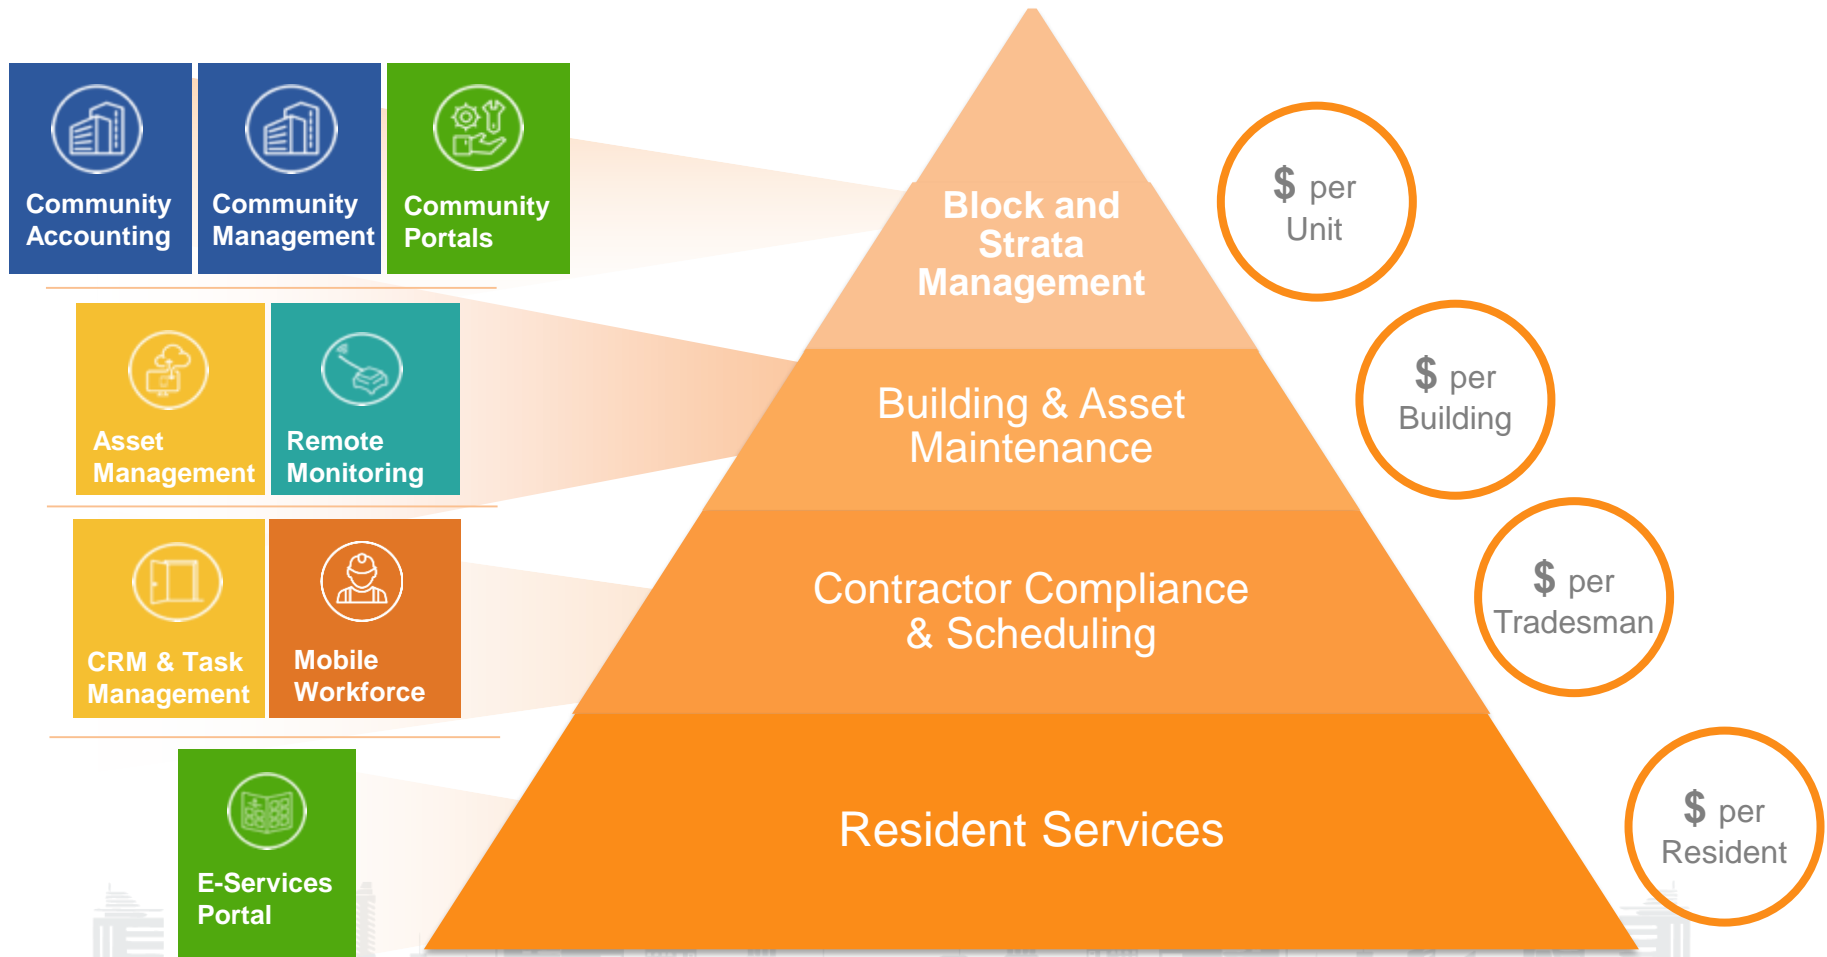 Community
Accounting
Community
Management
Community
Portals
Block and
Strata
Management
$ per
Unit
Asset
Management
Remote
Monitoring
Building & Asset
Maintenance
$ per
Building
CRM & Task
Management
Mobile
Workforce
Contractor Compliance
& Scheduling
$ per
Tradesman
E-Services
Portal
Resident Services
$ per
Resident